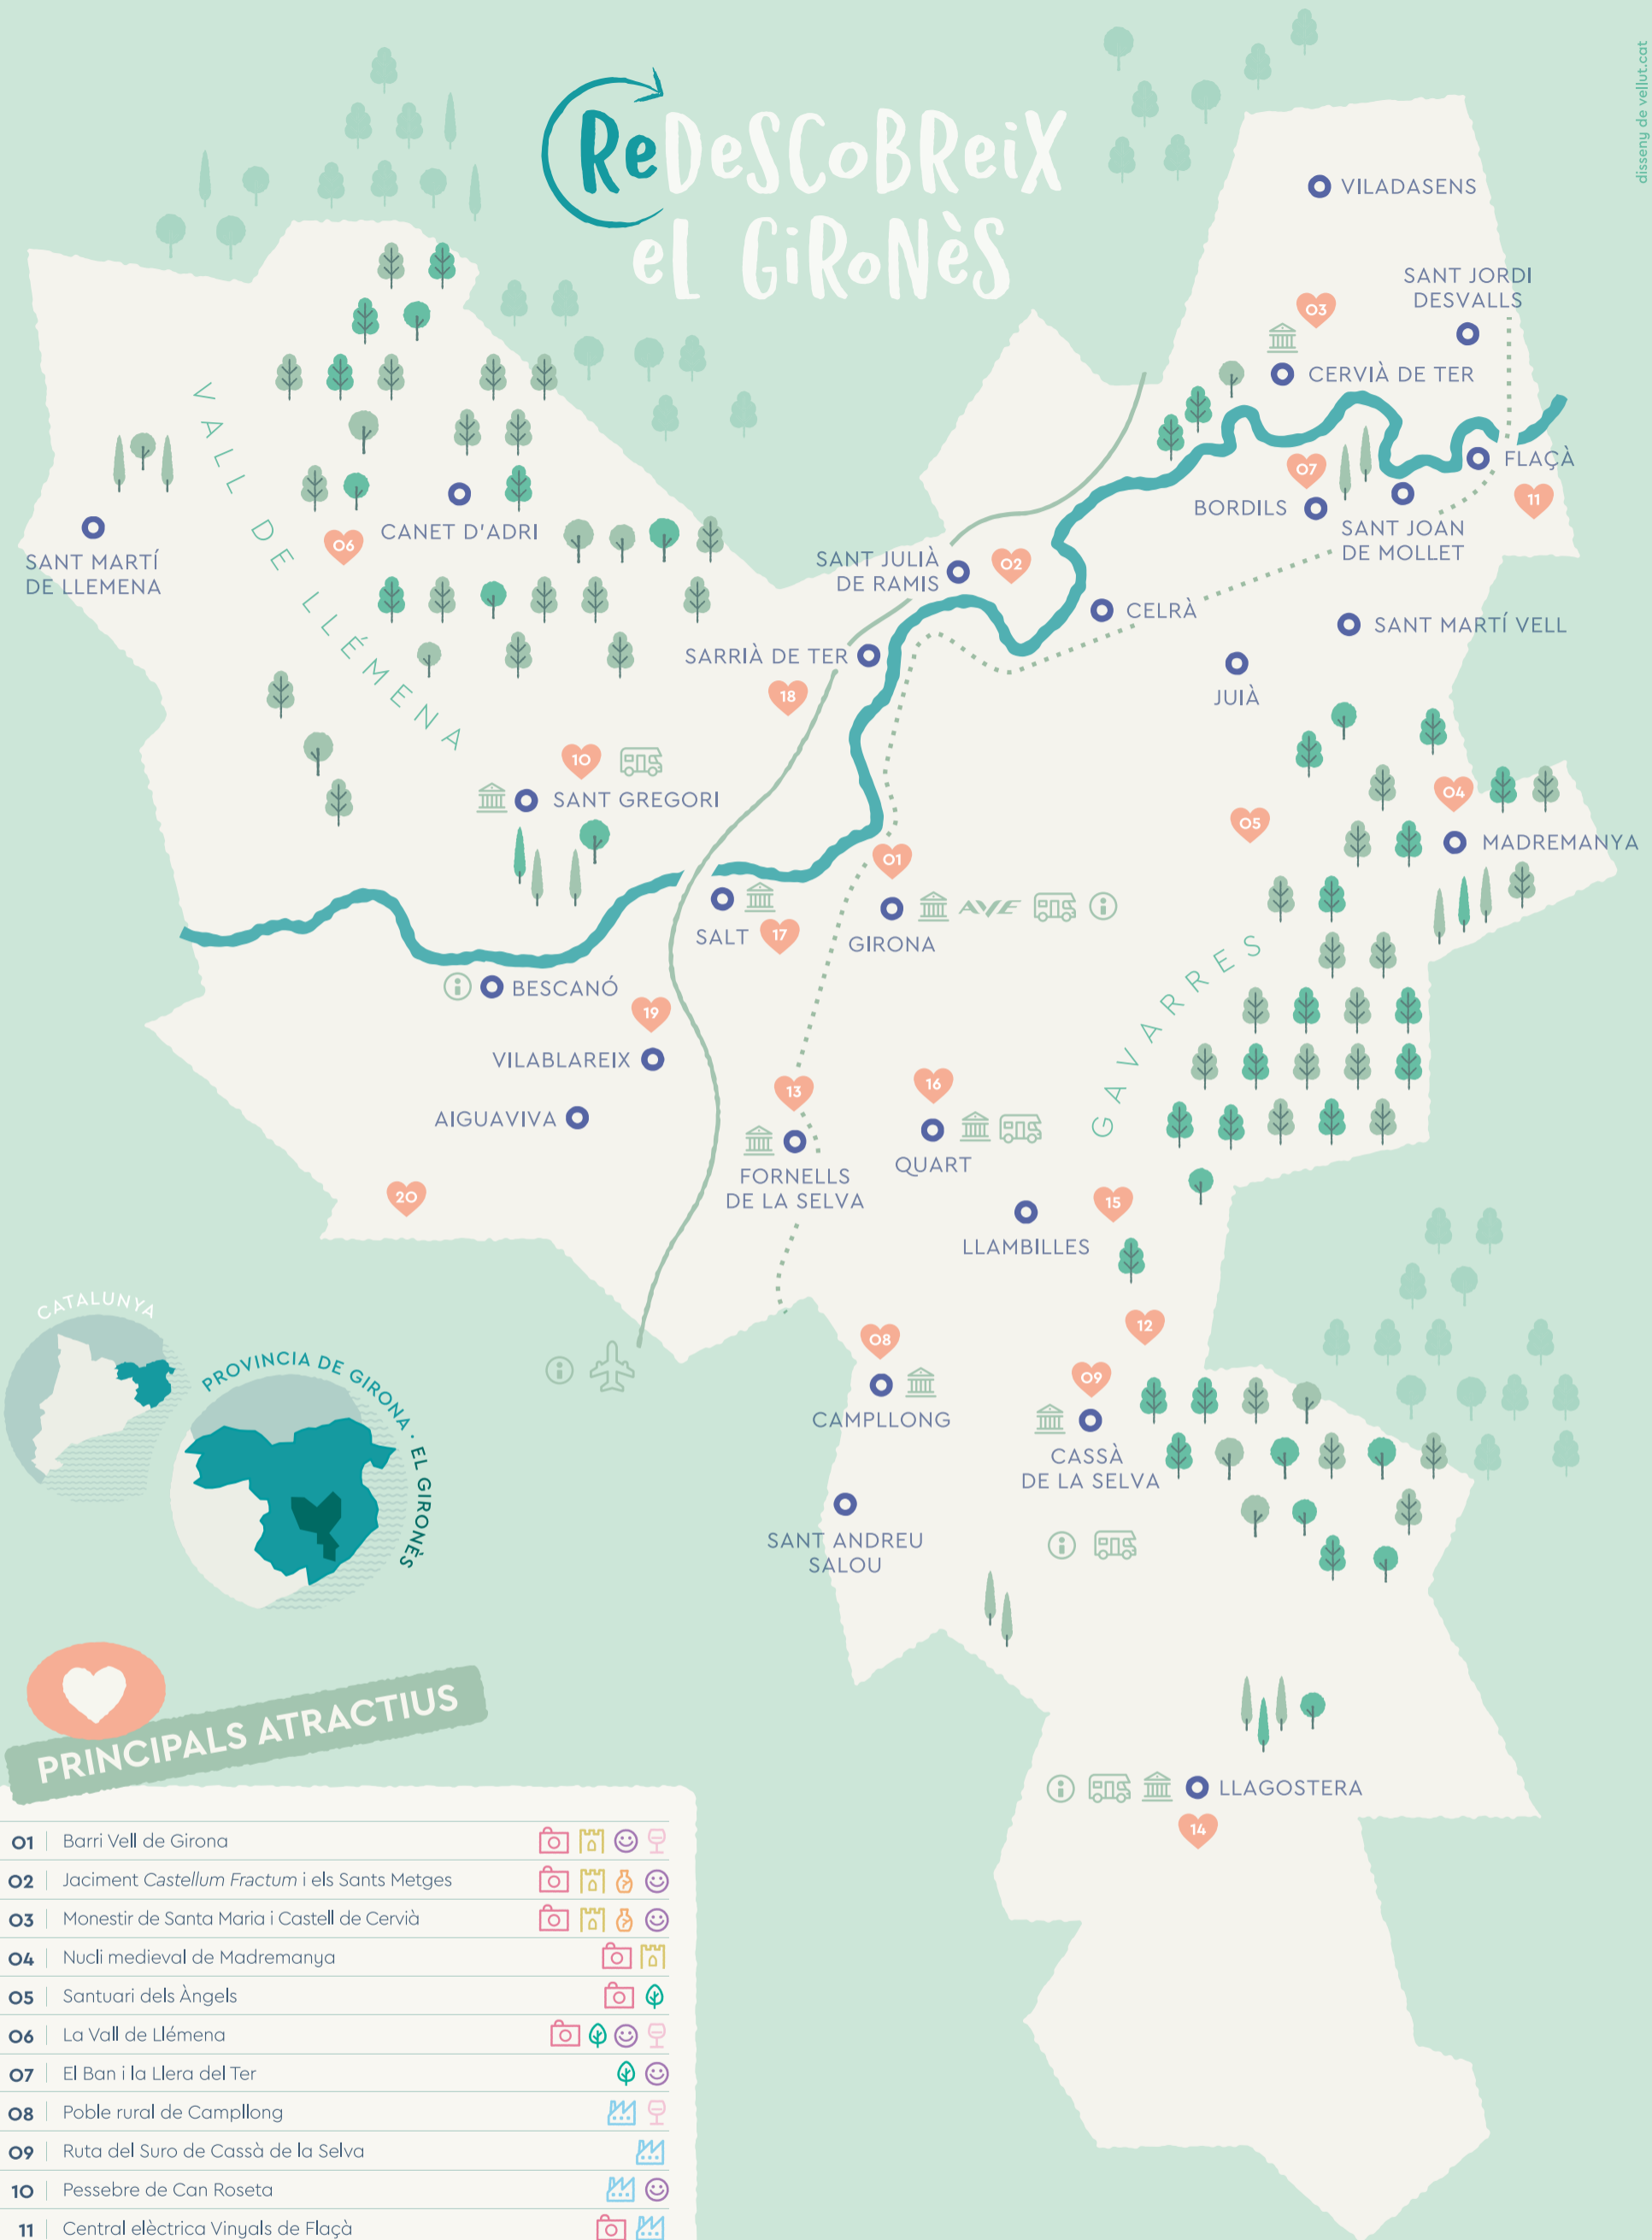 disseny de vellut.cat
ReDeSCoBReiX
eL GiRoNèS
VILADASENS
SANT JORDI
DESVALLS
03
CERVIÀ DE TER
FLAÇÀ
07
11
BORDILS
SANT JOAN
DE MOLLET
VALL DE LLÉMENA
CANET D'ADRI
06
SANT MARTÍ
DE LLEMENA
SANT JULIÀ
DE RAMIS
02
CELRÀ
SANT MARTÍ VELL
SARRIÀ DE TER
18
JUIÀ
10
SANT GREGORI
04
05
MADREMANYA
01
SALT
17
GIRONA
AVE
GAVARRES
BESCANÓ
19
VILABLAREIX
AIGUAVIVA
13
FORNELLS
DE LA SELVA
16
QUART
20
15
LLAMBILLES
12
08
CAMPLLONG
09
CASSÀ
DE LA SELVA
SANT ANDREU
SALOU
CATALUNYA
PROVINCIA DE GIRONA · EL GIRONÈS
LLAGOSTERA
14
PRINCIPALS ATRACTIUS
01 Barri Vell de Girona
02 Jaciment Castellum Fractum i els Sants Metges
03 Monestir de Santa Maria i Castell de Cervià
04 Nucli medieval de Madremanya
05 Santuari dels Àngels
06 La Vall de Llémena
07 El Ban i la Llera del Ter
08 Poble rural de Campllong
09 Ruta del Suro de Cassà de la Selva
10 Pessebre de Can Roseta
11 Central elèctrica Vinyals de Flaçà